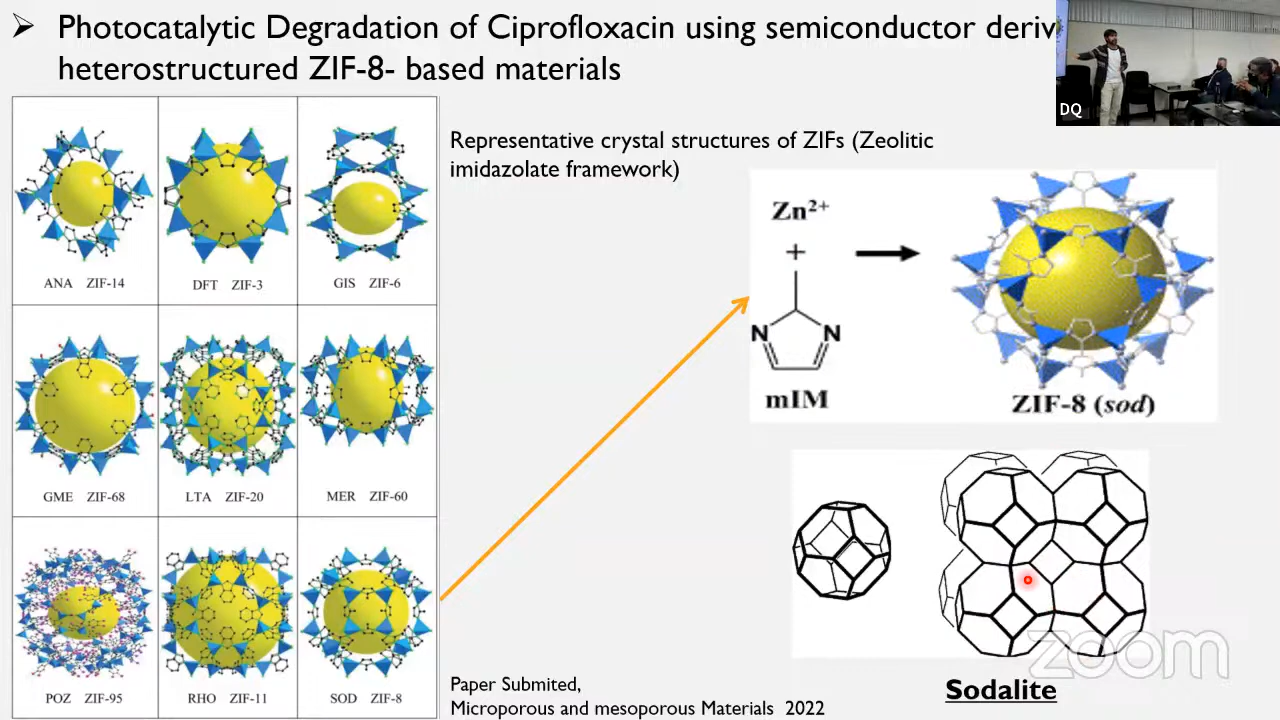 Photocatalytic Degradation of Ciprofloxacin using semiconductor deriv
heterostructured ZIF-8- based materials
DQ
Representative crystal structures of ZIFs (Zeolitic
imidazolate framework)
ANA ZIF-14
DFT ZIF-3
GIS ZIF-6
GME ZIF-68
LTA ZIF-20
MER ZIF-60
POZ ZIF-95
RHO ZIF-11
SOD ZIF-8
Zn²⁺
+
N N
mIM
ZIF-8 (sod)
Sodalite
Paper Submited,
Microporous and mesoporous Materials 2022
zoom